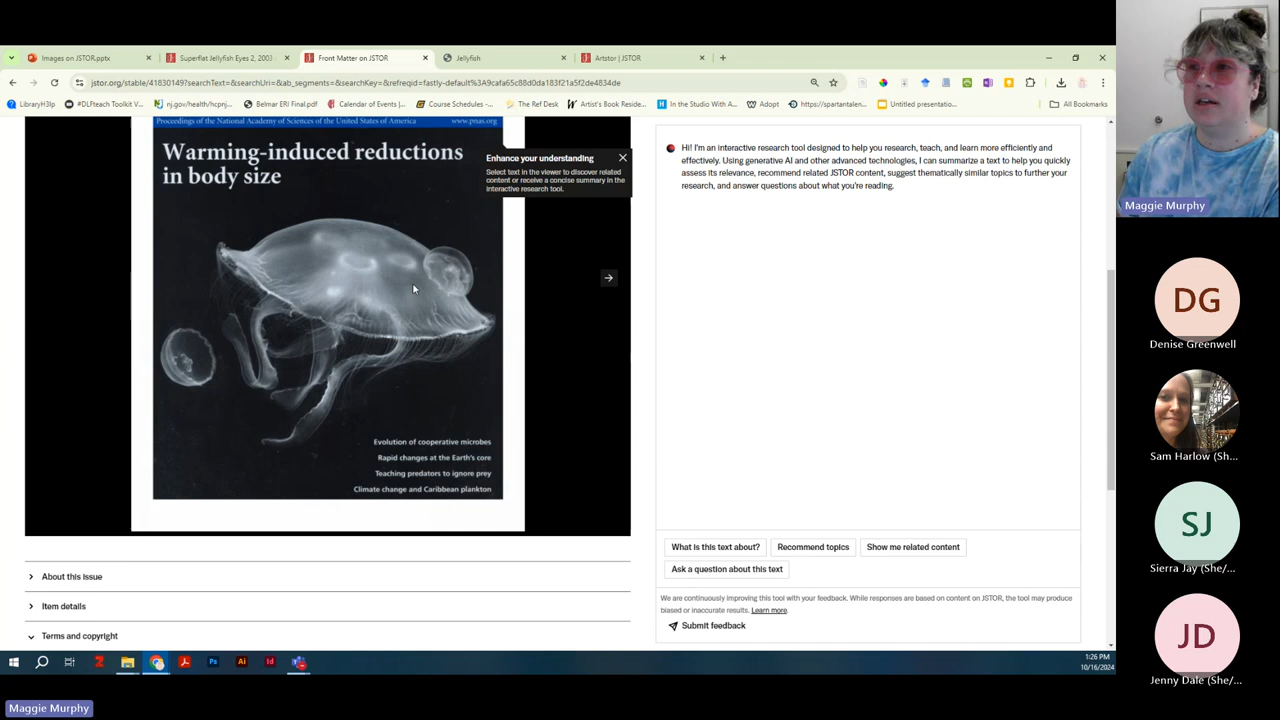 Images on JSTOR.pptx
Superflat Jellyfish Eyes 2, 2003
Front Matter on JSTOR
Jellyfish
Artstor | JSTOR
jstor.org/stable/41830149?searchText=&searchUri=&ab_segments=&searchKey=&refreqid=fastly-default%3A9cafa65c88d0da183f21a5f2de4834de
LibraryH3lp
#DLFteach Toolkit V...
nj.gov/health/hcpnj...
Belmar ERI Final.pdf
Calendar of Events |...
Course Schedules -...
The Ref Desk
Artist's Book Reside...
In the Studio With A...
Adopt
https://spartantalen...
Untitled presentatio...
All Bookmarks
Proceedings of the National Academy of Sciences of the United States of America
www.pnas.org
Warming-induced reductions
in body size
Enhance your understanding
Select text in the viewer to discover related
content or receive a concise summary in the
interactive research tool.
Evolution of cooperative microbes
Rapid changes at the Earth's core
Teaching predators to ignore prey
Climate change and Caribbean plankton
About this issue
Item details
Terms and copyright
Hi! I'm an interactive research tool designed to help you research, teach, and learn more efficiently and
effectively. Using generative AI and other advanced technologies, I can summarize a text to help you quickly
assess its relevance, recommend related JSTOR content, suggest thematically similar topics to further your
research, and answer questions about what you're reading.
What is this text about?
Recommend topics
Show me related content
Ask a question about this text
We are continuously improving this tool with your feedback. While responses are based on content on JSTOR, the tool may produce
biased or inaccurate results. Learn more.
Submit feedback
1:26 PM
10/16/2024
Maggie Murphy
DG
Denise Greenwell
Sam Harlow (Sh...
SJ
Sierra Jay (She/...
JD
Jenny Dale (She/...
Maggie Murphy